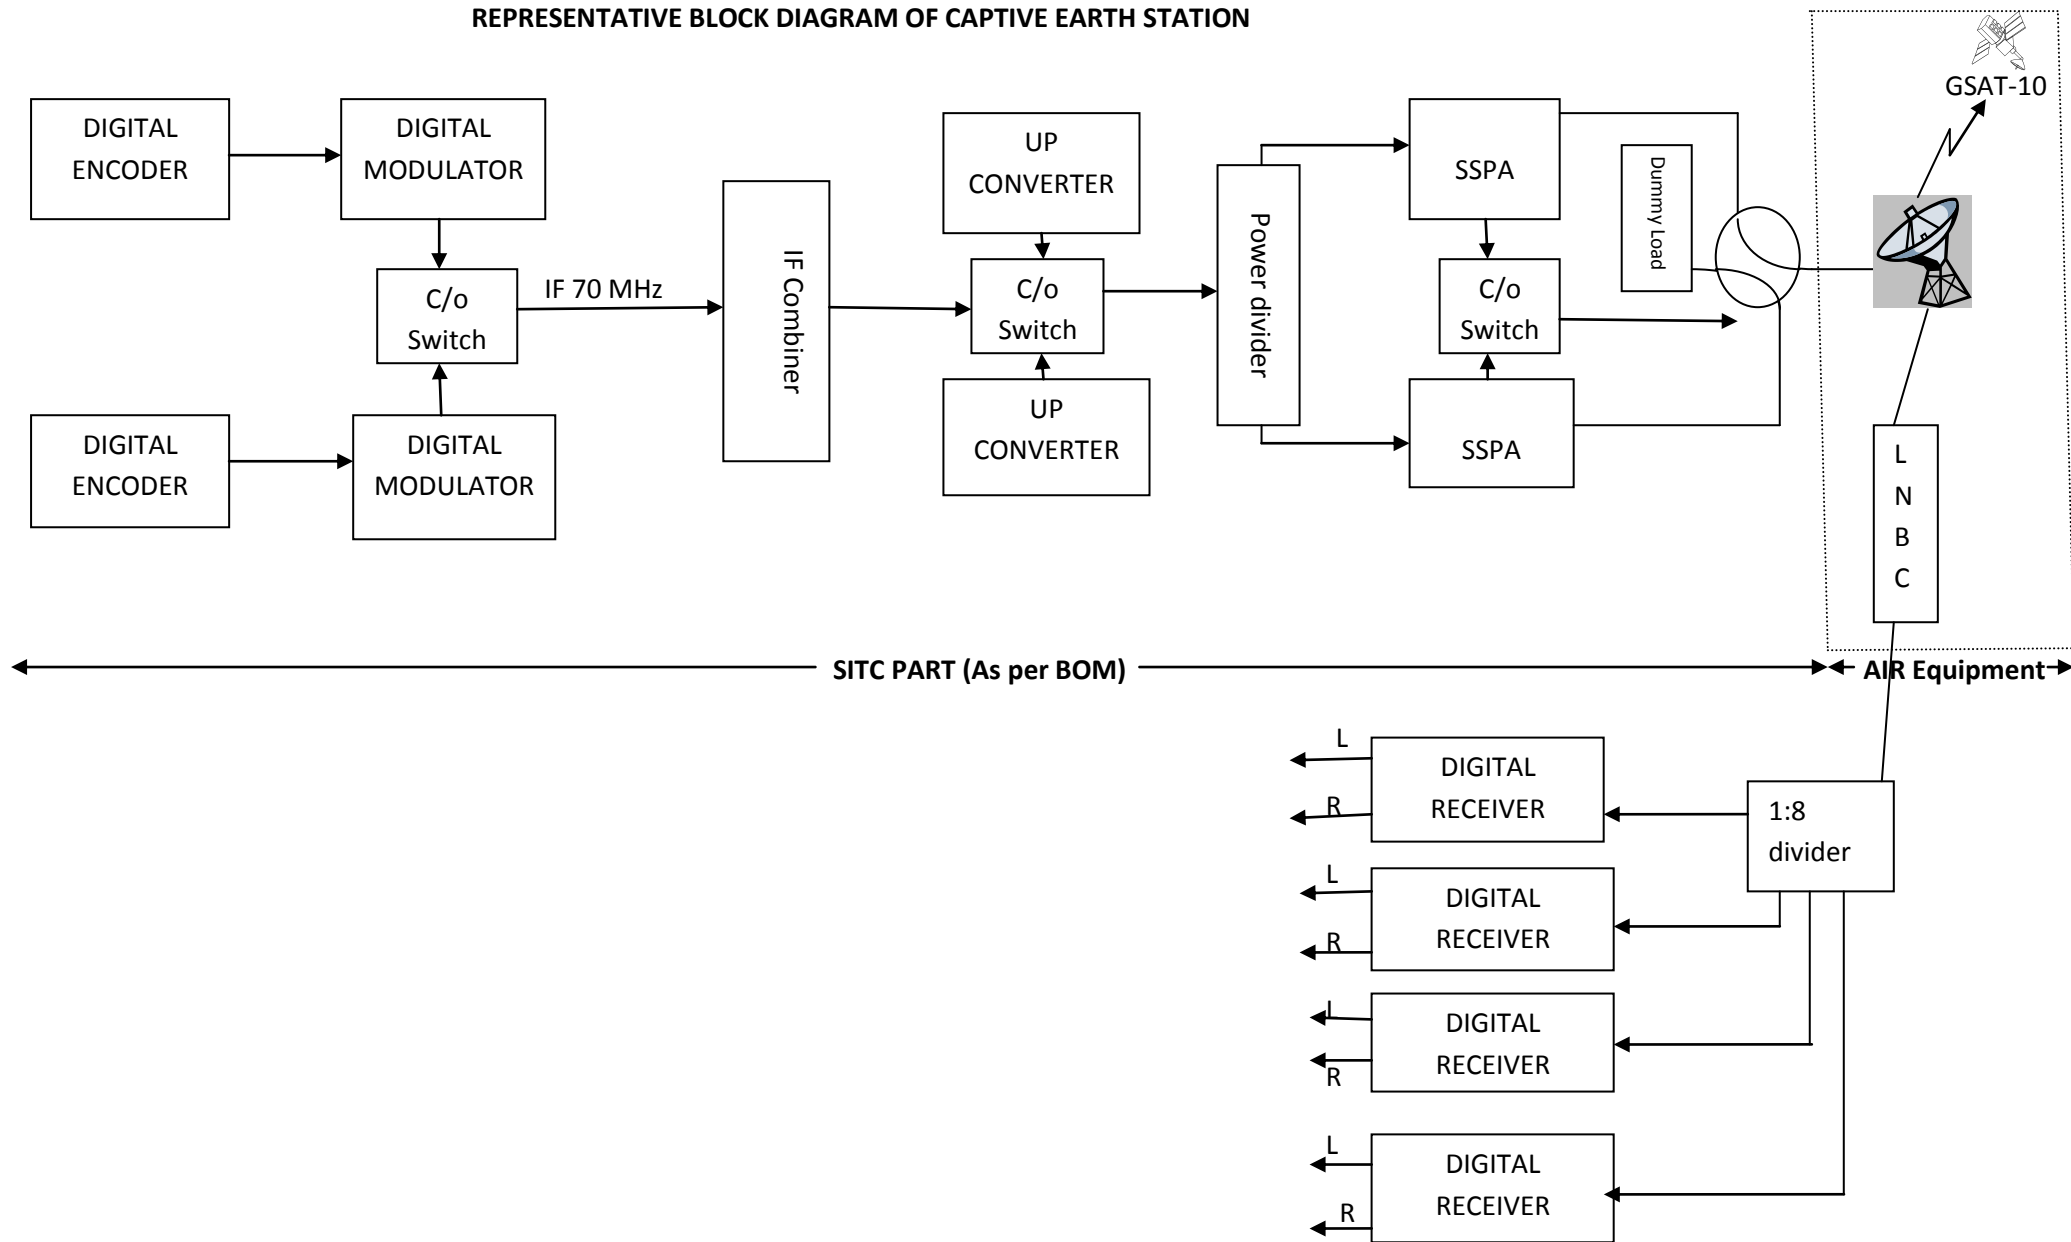 REPRESENTATIVE BLOCK DIAGRAM OF CAPTIVE EARTH STATION
GSAT-10
DIGITAL
ENCODER
DIGITAL
MODULATOR
C/o
Switch
IF 70 MHz
DIGITAL
ENCODER
DIGITAL
MODULATOR
IF Combiner
UP
CONVERTER
C/o
Switch
UP
CONVERTER
Power divider
SSPA
C/o
Switch
SSPA
Dummy Load
L
N
B
C
SITC PART (As per BOM)
AIR Equipment
L
R
DIGITAL
RECEIVER
1:8
divider
L
R
DIGITAL
RECEIVER
L
R
DIGITAL
RECEIVER
L
R
DIGITAL
RECEIVER